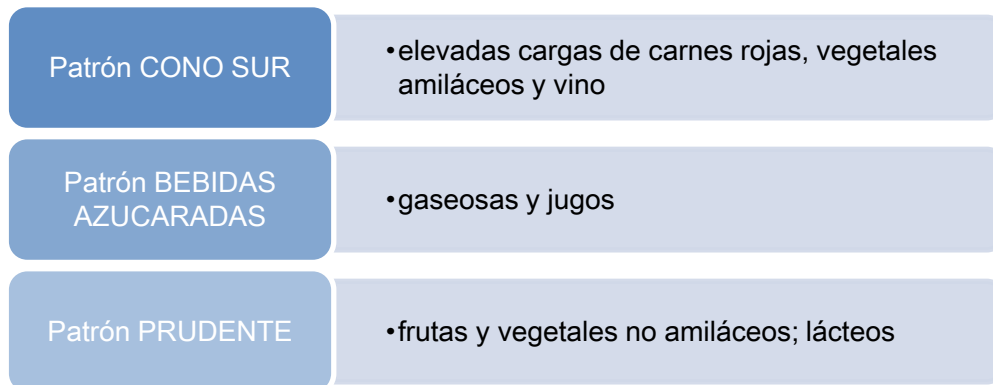 Patrón CONO SUR
•elevadas cargas de carnes rojas, vegetales
amiláceos y vino
Patrón BEBIDAS
AZUCARADAS
•gaseosas y jugos
Patrón PRUDENTE
•frutas y vegetales no amiláceos; lácteos